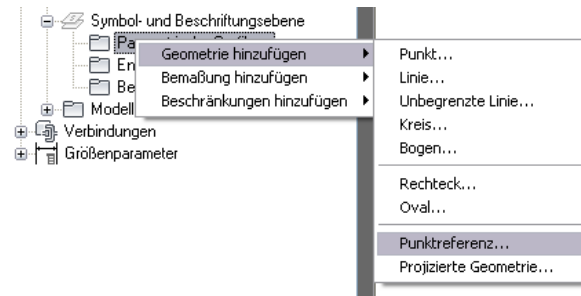 Symbol- und Beschriftungsebene
Geometrie hinzufügen
Bemaßung hinzufügen
Beschränkungen hinzufügen
Modell
Verbindungen
Größenparameter
Punkt...
Linie...
Unbegrenzte Linie...
Kreis...
Bogen...
Rechteck...
Oval...
Punktreferenz...
Projizierte Geometrie...